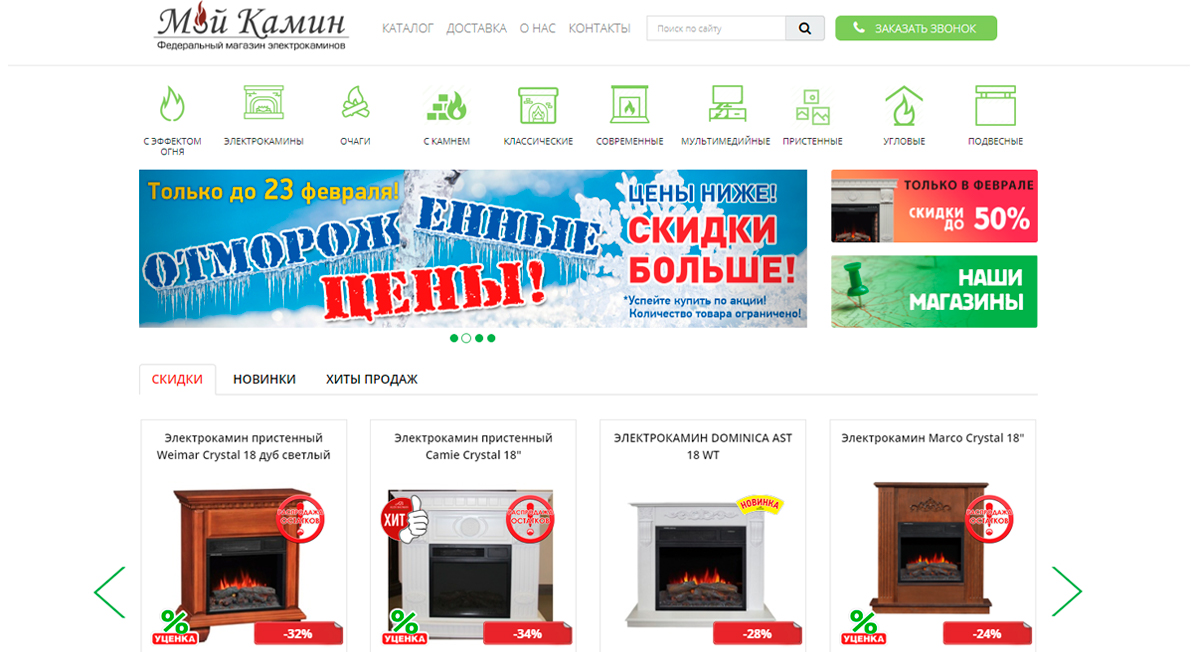 Мой Камин
Федеральный магазин электрокаминов
КАТАЛОГ ДОСТАВКА О НАС КОНТАКТЫ
Поиск по сайту
ЗАКАЗАТЬ ЗВОНОК
С ЭФФЕКТОМ
ОГНЯ
ЭЛЕКТРОКАМИНЫ
ОЧАГИ
С КАМНЕМ
КЛАССИЧЕСКИЕ
СОВРЕМЕННЫЕ
МУЛЬТИМЕДИЙНЫЕ
ПРИСТЕННЫЕ
УГЛОВЫЕ
ПОДВЕСНЫЕ
Только до 23 февраля!
ОТМОРОЖЕННЫЕ
ЦЕНЫ!
ЦЕНЫ НИЖЕ!
СКИДКИ
БОЛЬШЕ!
*Успейте купить по акции!
Количество товара ограничено!
ТОЛЬКО В ФЕВРАЛЕ
СКИДКИ
ДО 50%
НАШИ
МАГАЗИНЫ
СКИДКИ НОВИНКИ ХИТЫ ПРОДАЖ
Электрокамин пристенный
Weimar Crystal 18 дуб светлый
РАСПРОДАЖА
ОСТАТКОВ
%
УЦЕНКА
-32%
Электрокамин пристенный
Camie Crystal 18"
ХИТ
РАСПРОДАЖА
ОСТАТКОВ
%
УЦЕНКА
-34%
ЭЛЕКТРОКАМИН DOMINICA AST
18 WT
НОВИНКА
-28%
Электрокамин Marco Crystal 18"
РАСПРОДАЖА
ОСТАТКОВ
%
УЦЕНКА
-24%